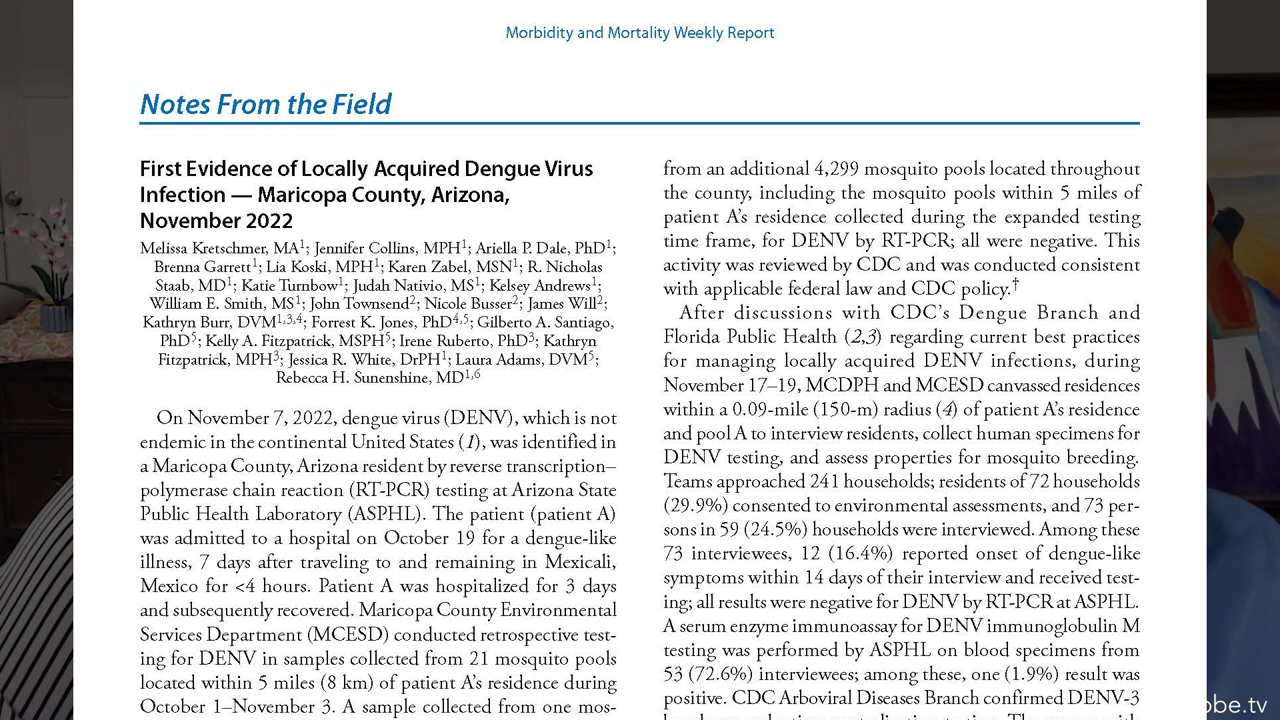 Morbidity and Mortality Weekly Report
Notes From the Field
First Evidence of Locally Acquired Dengue Virus
Infection — Maricopa County, Arizona,
November 2022
Melissa Kretschmer, MA1; Jennifer Collins, MPH1; Ariella P. Dale, PhD1;
Brenna Garrett1; Lia Koski, MPH1; Karen Zabel, MSN1; R. Nicholas
Staab, MD1; Katie Turnbow1; Judah Nativio, MS1; Kelsey Andrews1;
William E. Smith, MS1; John Townsend2; Nicole Busser2; James Will2;
Kathryn Burr, DVM1,3,4; Forrest K. Jones, PhD4,5; Gilberto A. Santiago,
PhD5; Kelly A. Fitzpatrick, MSPH5; Irene Ruberto, PhD3; Kathryn
Fitzpatrick, MPH3; Jessica R. White, DrPH1; Laura Adams, DVM5;
Rebecca H. Sunenshine, MD1,6
On November 7, 2022, dengue virus (DENV), which is not
endemic in the continental United States (1), was identified in
a Maricopa County, Arizona resident by reverse transcription–
polymerase chain reaction (RT-PCR) testing at Arizona State
Public Health Laboratory (ASPHL). The patient (patient A)
was admitted to a hospital on October 19 for a dengue-like
illness, 7 days after traveling to and remaining in Mexicali,
Mexico for <4 hours. Patient A was hospitalized for 3 days
and subsequently recovered. Maricopa County Environmental
Services Department (MCESD) conducted retrospective test-
ing for DENV in samples collected from 21 mosquito pools
located within 5 miles (8 km) of patient A's residence during
October 1–November 3. A sample collected from one mos-
from an additional 4,299 mosquito pools located throughout
the county, including the mosquito pools within 5 miles of
patient A's residence collected during the expanded testing
time frame, for DENV by RT-PCR; all were negative. This
activity was reviewed by CDC and was conducted consistent
with applicable federal law and CDC policy.†
After discussions with CDC's Dengue Branch and
Florida Public Health (2,3) regarding current best practices
for managing locally acquired DENV infections, during
November 17–19, MCDPH and MCESD canvassed residences
within a 0.09-mile (150-m) radius (4) of patient A's residence
and pool A to interview residents, collect human specimens for
DENV testing, and assess properties for mosquito breeding.
Teams approached 241 households; residents of 72 households
(29.9%) consented to environmental assessments, and 73 per-
sons in 59 (24.5%) households were interviewed. Among these
73 interviewees, 12 (16.4%) reported onset of dengue-like
symptoms within 14 days of their interview and received test-
ing; all results were negative for DENV by RT-PCR at ASPHL.
A serum enzyme immunoassay for DENV immunoglobulin M
testing was performed by ASPHL on blood specimens from
53 (72.6%) interviewees; among these, one (1.9%) result was
positive. CDC Arboviral Diseases Branch confirmed DENV-3
obe.tv